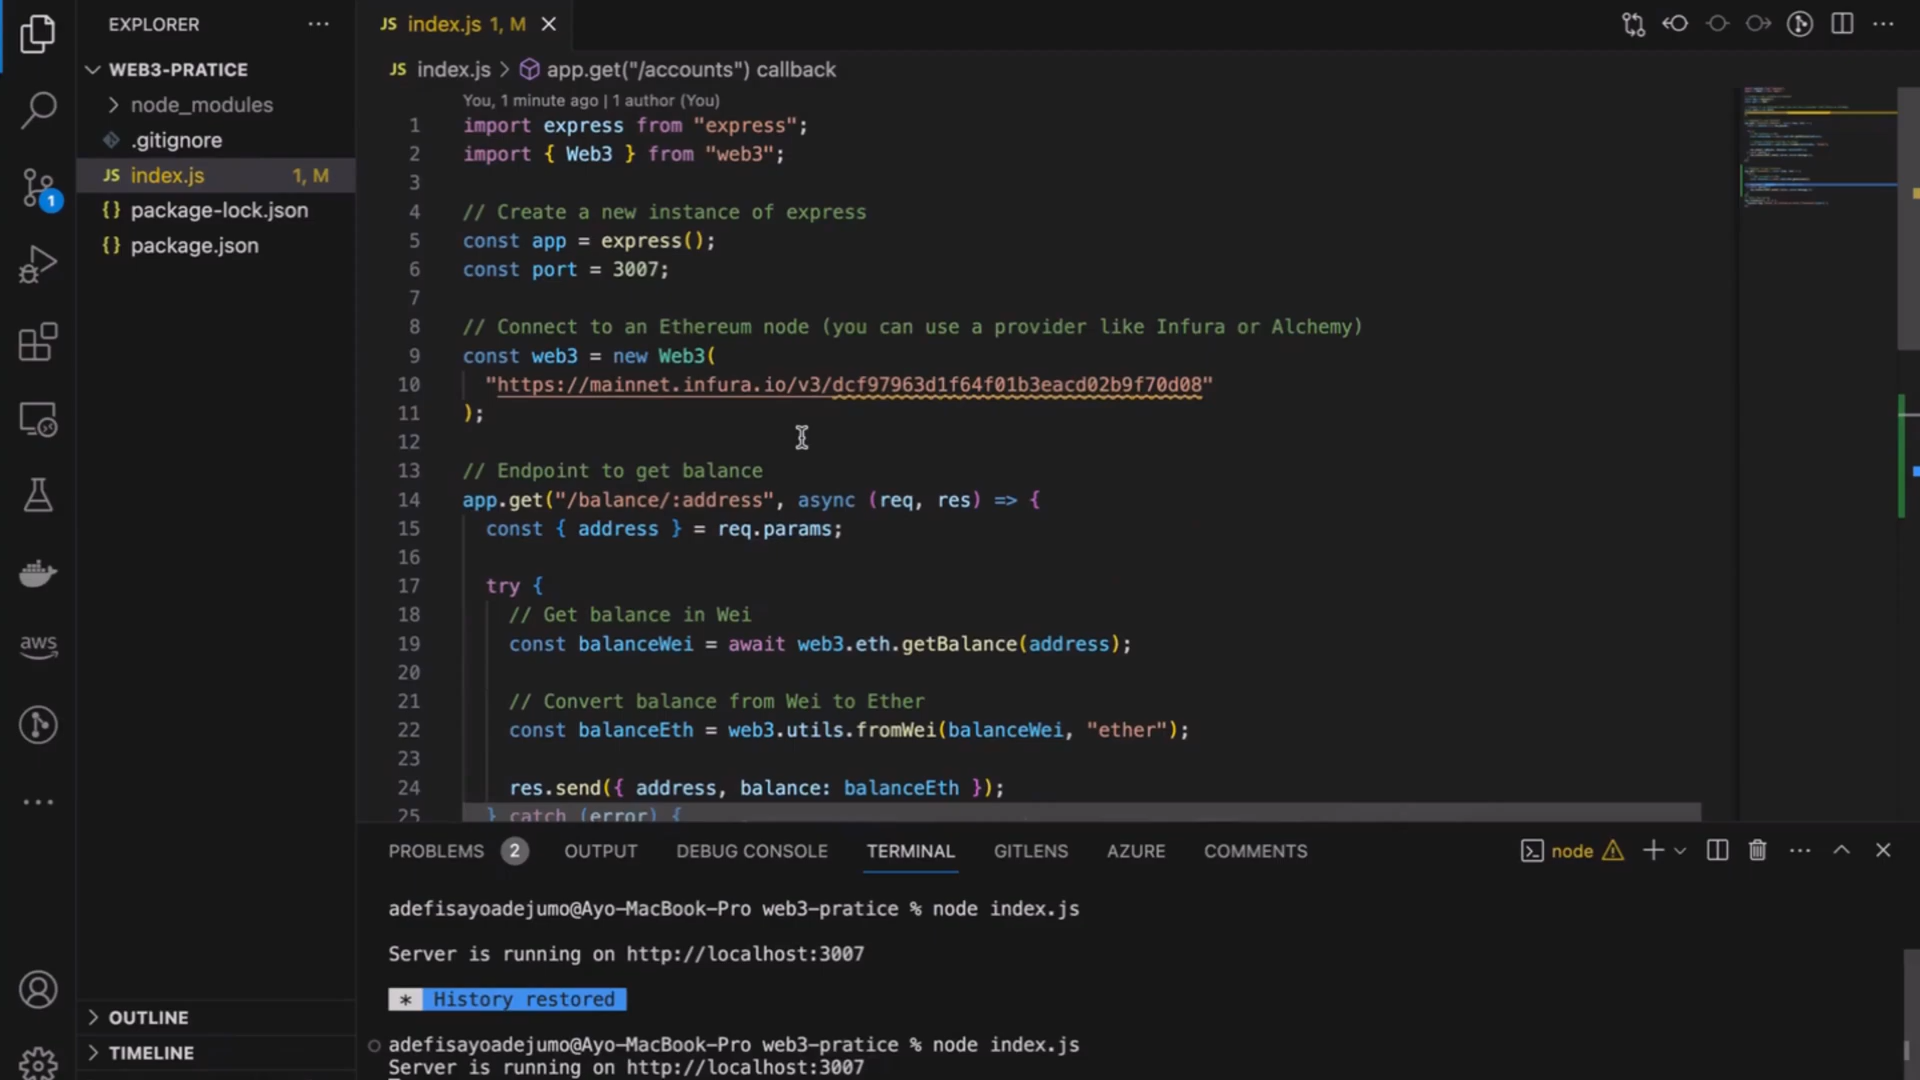 EXPLORER
WEB3-PRATICE
node_modules
.gitignore
JS index.js 1, M
{} package-lock.json
{} package.json
aws
1
OUTLINE
TIMELINE
JS index.js 1, M
JS index.js > app.get("/accounts") callback
You, 1 minute ago | 1 author (You)
1 import express from "express";
2 import { Web3 } from "web3";
3
4 // Create a new instance of express
5 const app = express();
6 const port = 3007;
7
8 // Connect to an Ethereum node (you can use a provider like Infura or Alchemy)
9 const web3 = new Web3(
10 "https://mainnet.infura.io/v3/dcf97963d1f64f01b3eacd02b9f70d08"
11 );
12
13 // Endpoint to get balance
14 app.get("/balance/:address", async (req, res) => {
15 const { address } = req.params;
16
17 try {
18 // Get balance in Wei
19 const balanceWei = await web3.eth.getBalance(address);
20
21 // Convert balance from Wei to Ether
22 const balanceEth = web3.utils.fromWei(balanceWei, "ether");
23
24 res.send({ address, balance: balanceEth });
25 } catch (error) {
PROBLEMS 2 OUTPUT DEBUG CONSOLE TERMINAL GITLENS AZURE COMMENTS node
adefisayoadejumo@Ayo-MacBook-Pro web3-pratice % node index.js
Server is running on http://localhost:3007
* History restored
adefisayoadejumo@Ayo-MacBook-Pro web3-pratice % node index.js
Server is running on http://localhost:3007